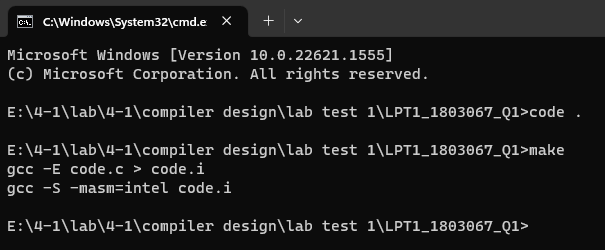 C:\Windows\System32\cmd.e
Microsoft Windows [Version 10.0.22621.1555]
(c) Microsoft Corporation. All rights reserved.
E:\4-1\lab\4-1\compiler design\lab test 1\LPT1_1803067_Q1>code .
E:\4-1\lab\4-1\compiler design\lab test 1\LPT1_1803067_Q1>make
gcc -E code.c > code.i
gcc -S -masm=intel code.i
E:\4-1\lab\4-1\compiler design\lab test 1\LPT1_1803067_Q1>